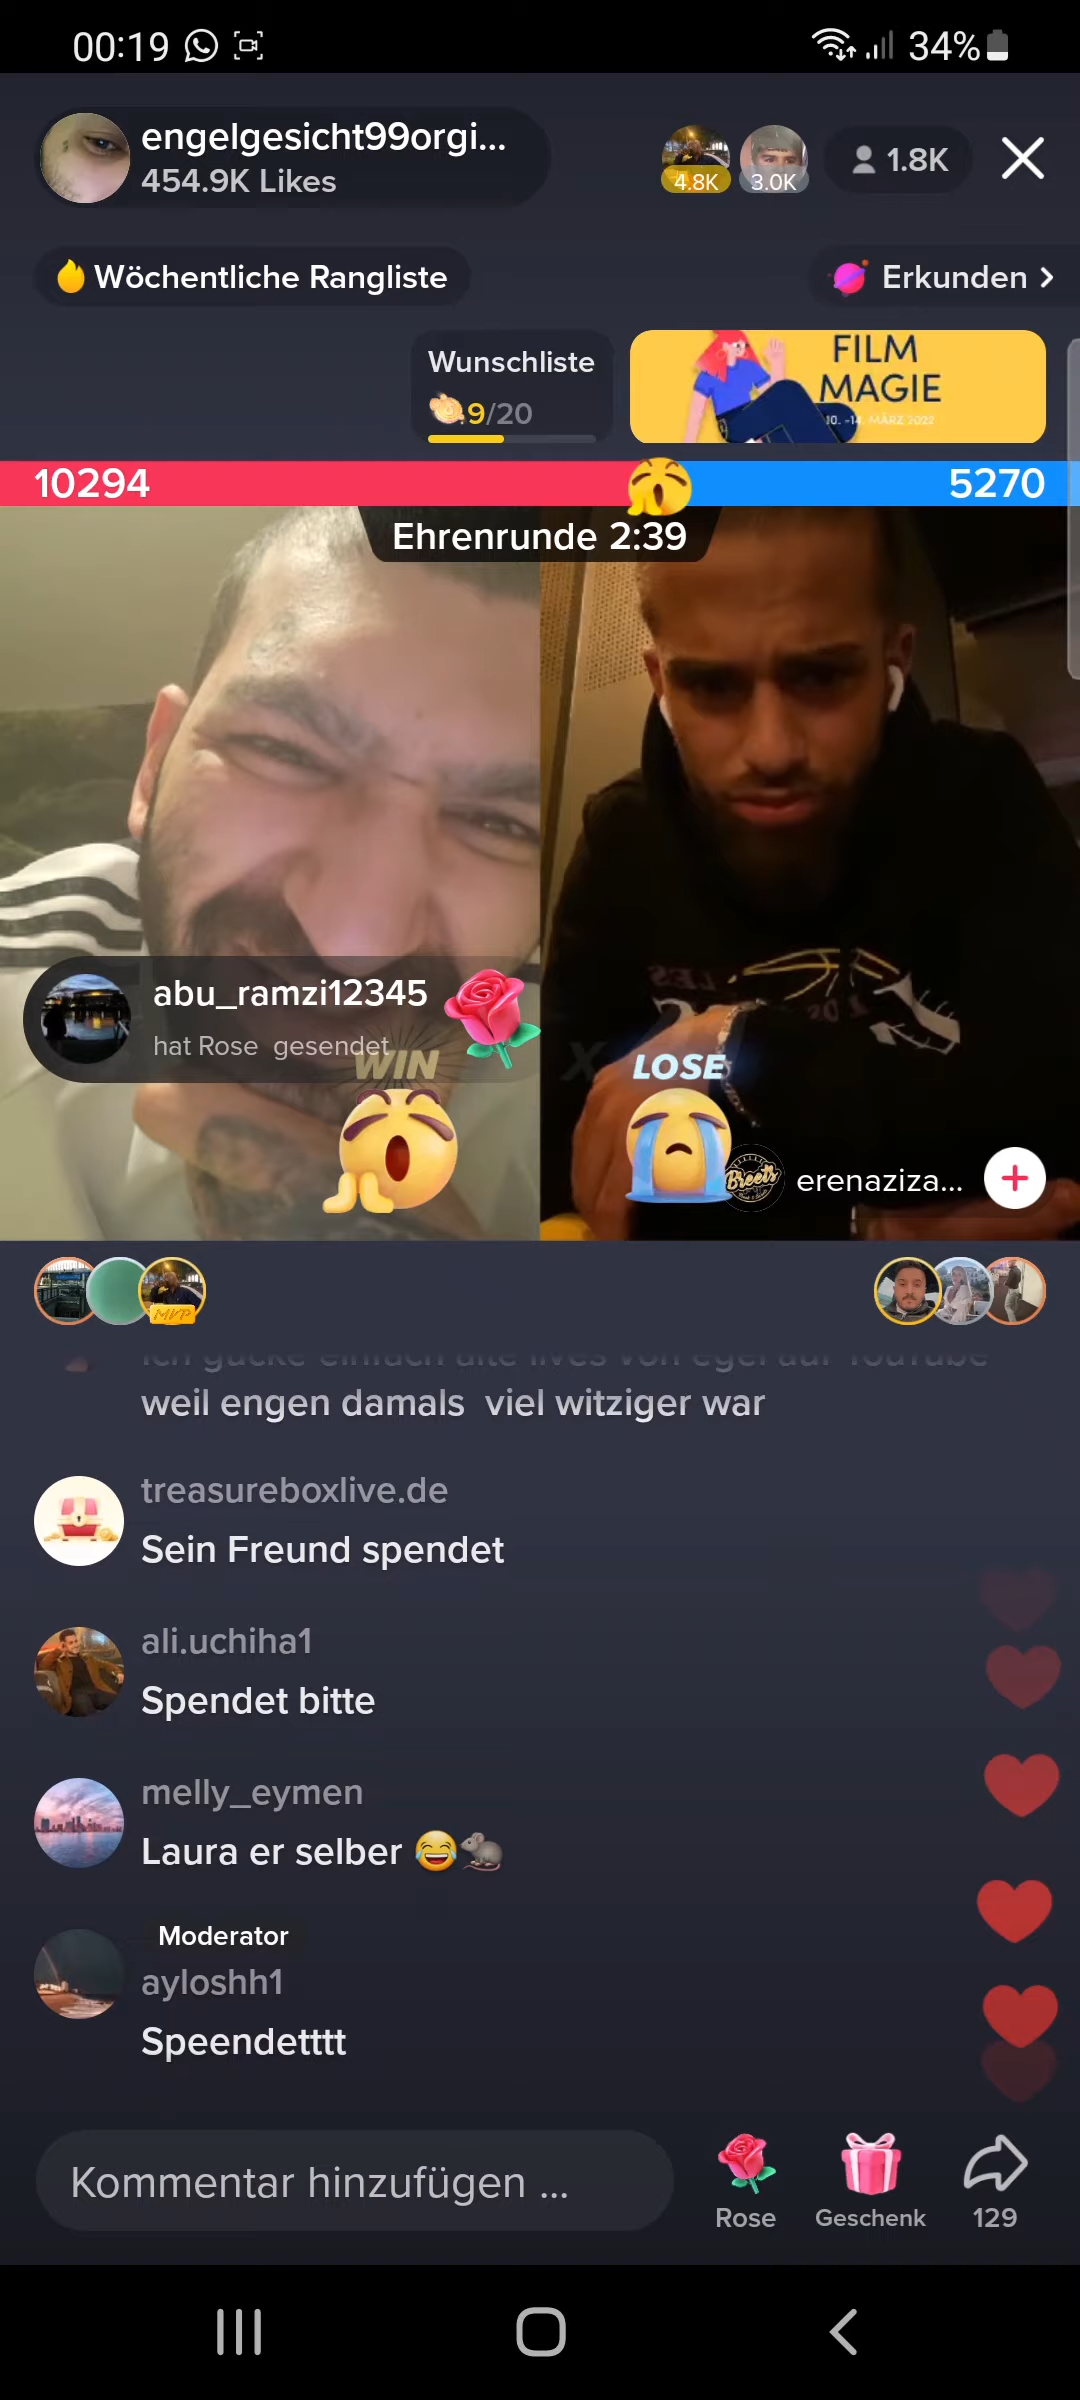 00:19
34%
engelgesicht99orgi...
454.9K Likes
4.8K
3.0K
1.8K
Wöchentliche Rangliste
Erkunden
Wunschliste
9/20
FILM
MAGIE
10. -14. MÄRZ 2022
10294
5270
Ehrenrunde 2:39
abu_ramzi12345
hat Rose gesendet
WIN
X
LOSE
Breets
erenaziza...
MVP
ich gucke einfach alte lives von egel auf YouTube
weil engen damals viel witziger war
treasureboxlive.de
Sein Freund spendet
ali.uchiha1
Spendet bitte
melly_eymen
Laura er selber 😂🐀
Moderator
ayloshh1
Speendetttt
Kommentar hinzufügen ...
Rose
Geschenk
129